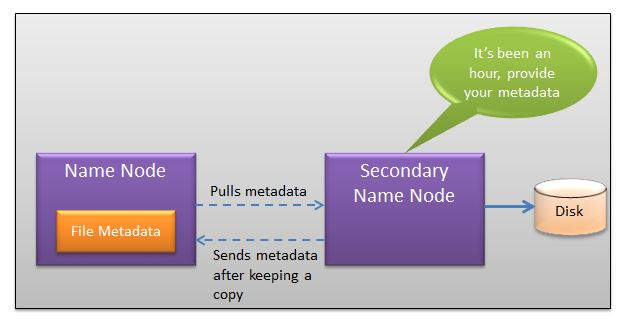 It's been an
hour, provide
your metadata
Name Node
File Metadata
Pulls metadata
Sends metadata
after keeping a
copy
Secondary
Name Node
Disk